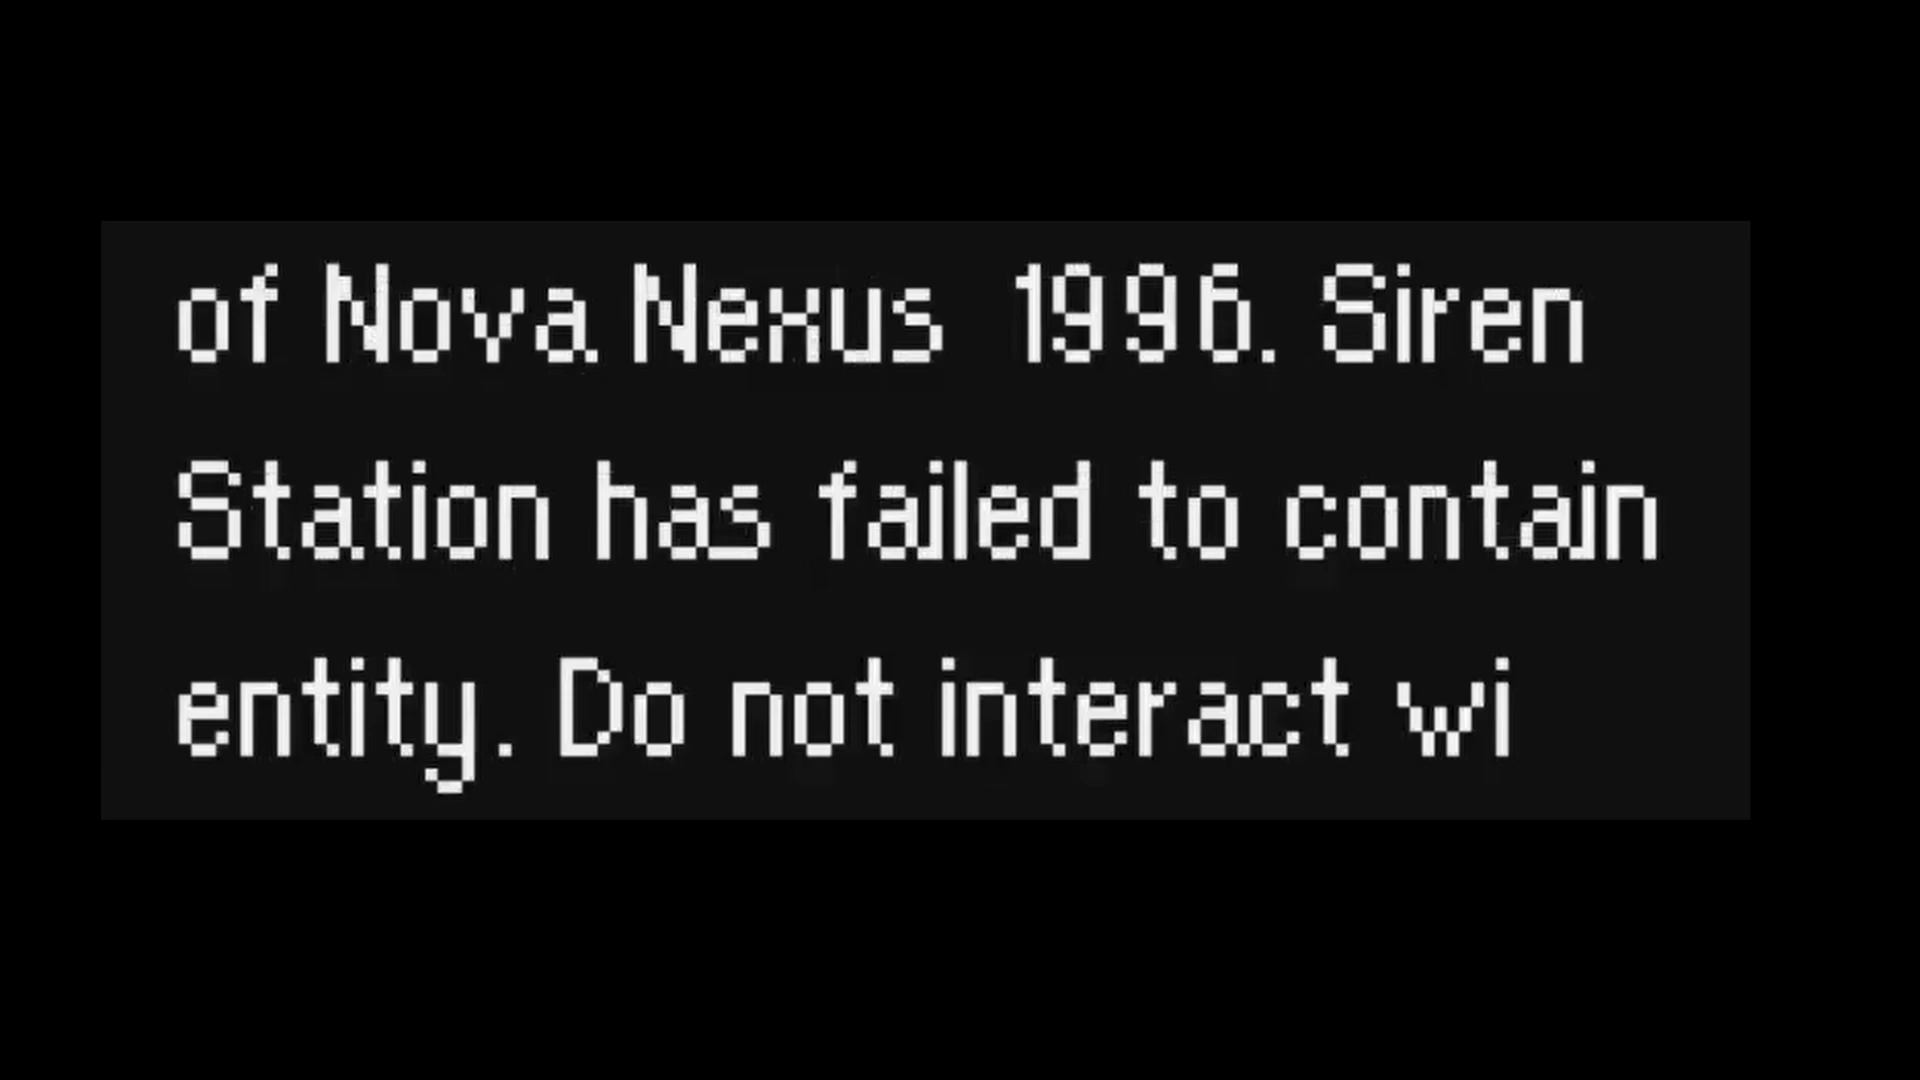 of Nova Nexus 1996. Siren
Station has failed to contain
entity. Do not interact wi